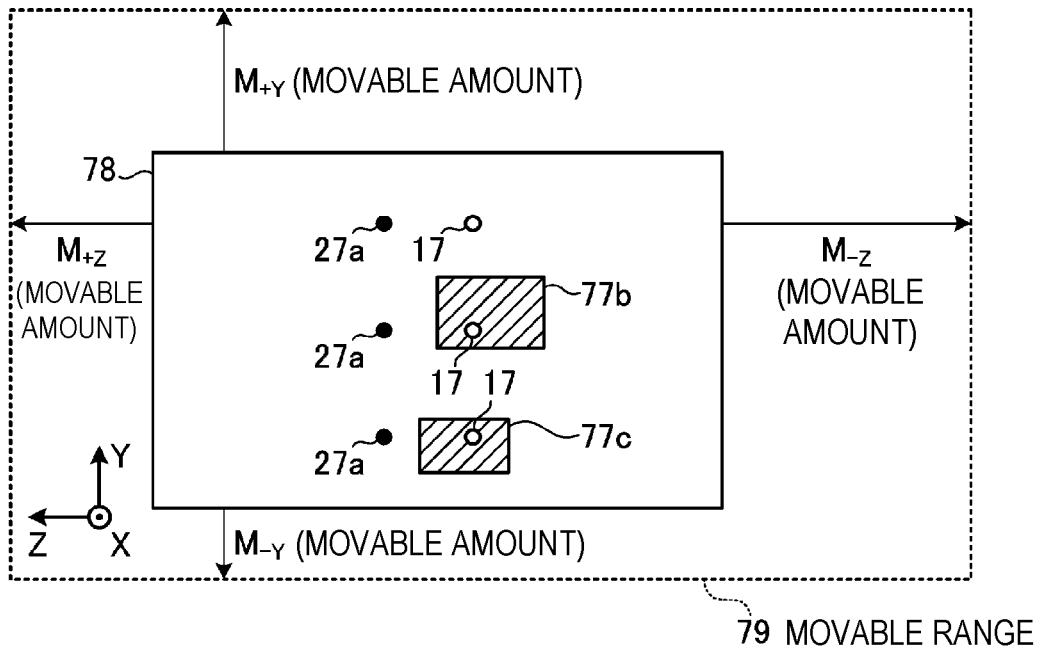 M+Y (MOVABLE AMOUNT)
78
27a 17
M+Z
(MOVABLE
AMOUNT)
M−Z
(MOVABLE
AMOUNT)
77b
27a
17 17
27a
77c
Y
Z X
M−Y (MOVABLE AMOUNT)
79 MOVABLE RANGE